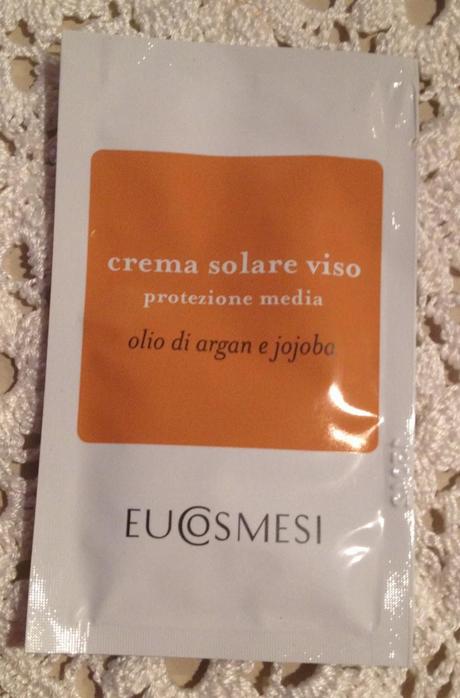 crema solare viso
protezione media
olio di argan e jojoba
EUCOSMESI